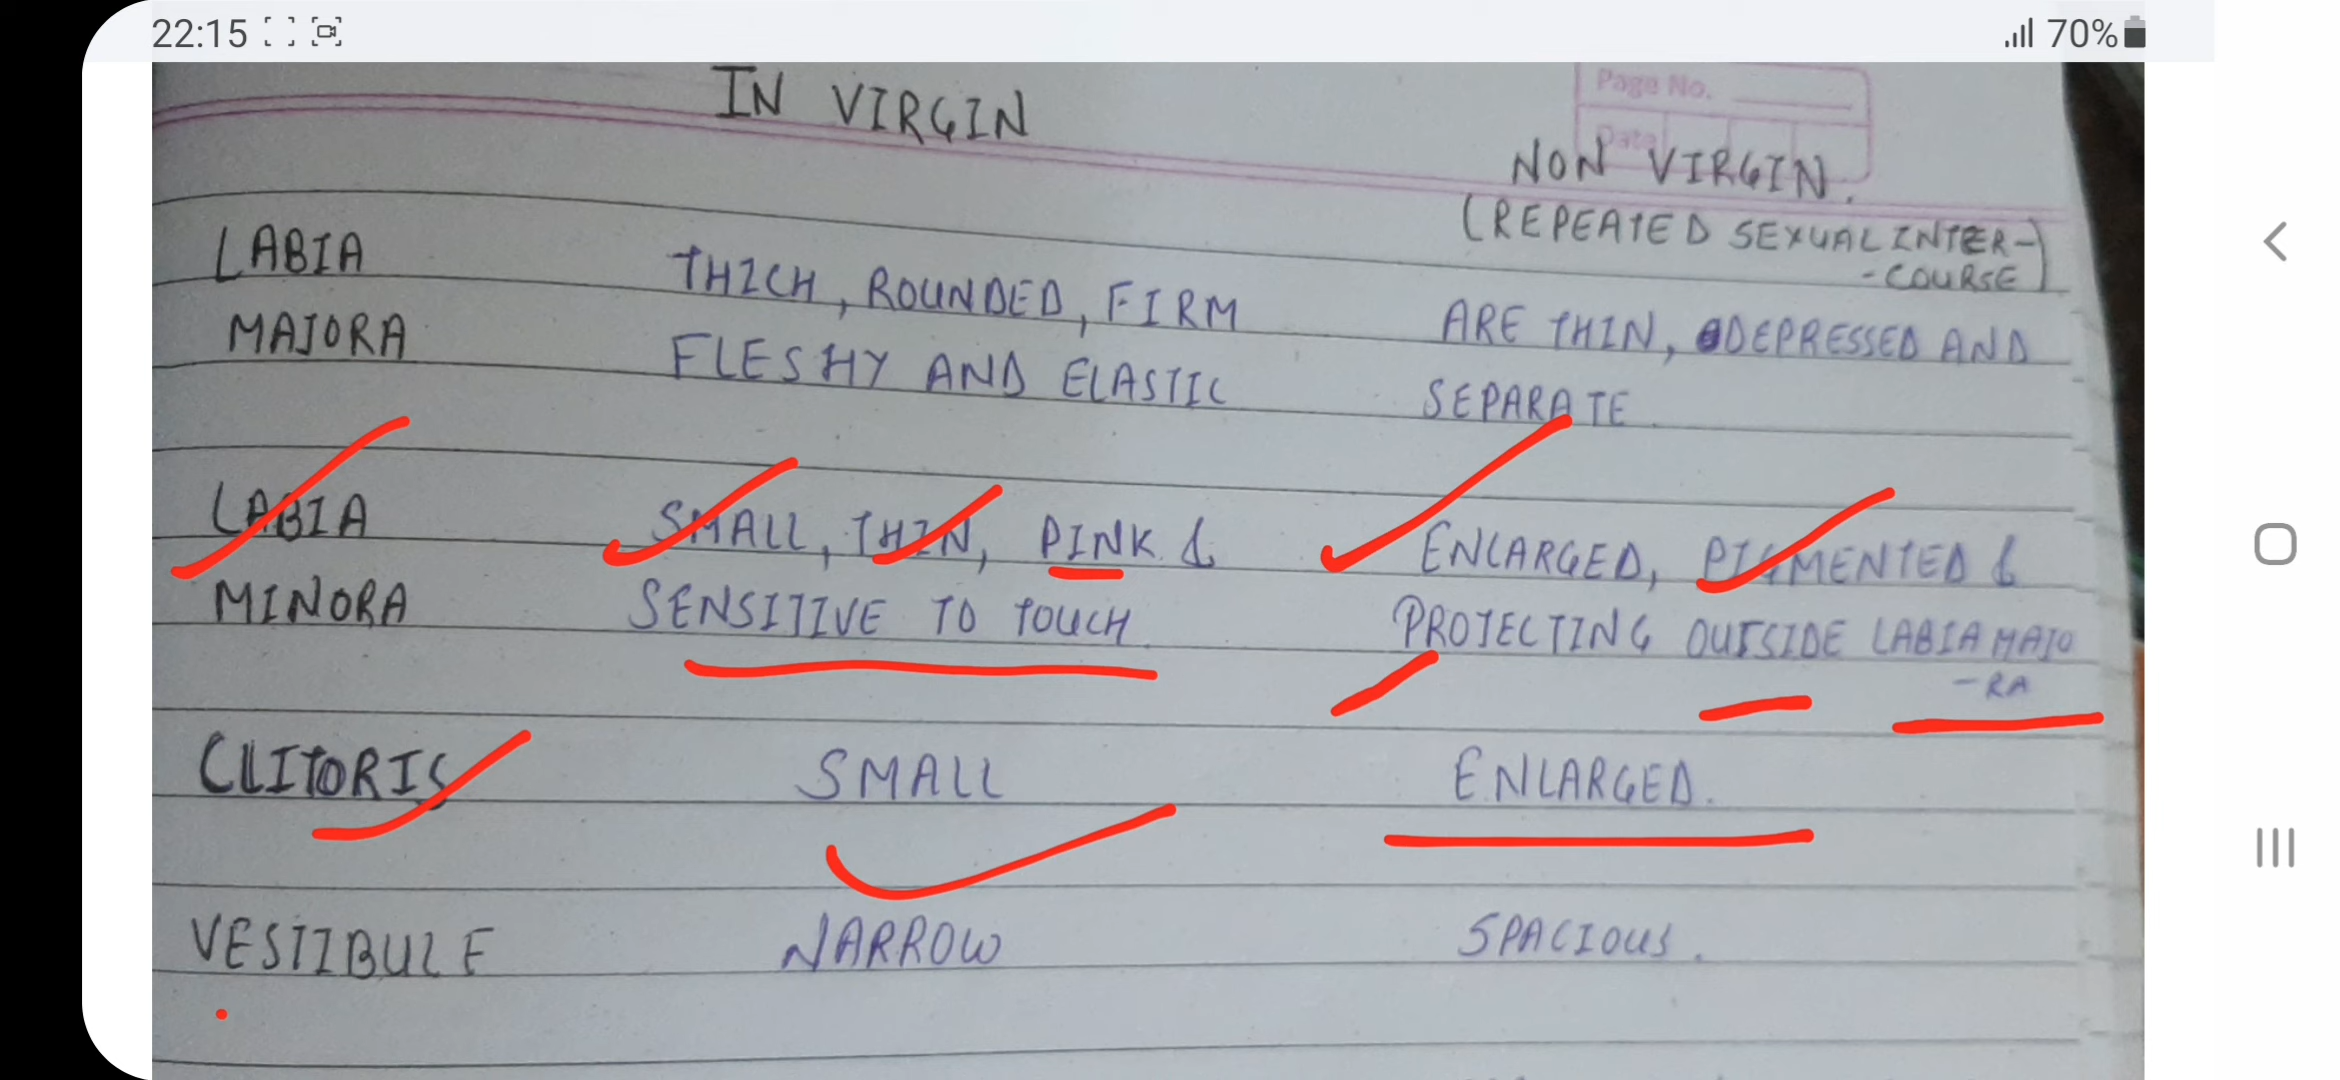 22:15
70%
IN VIRGIN
Page No.
Date
NON VIRGIN.
(REPEATED SEXUAL INTER-
-COURSE)
LABIA
THICH, ROUNDED, FIRM
MAJORA
FLESHY AND ELASTIC
ARE THIN, DEPRESSED AND
SEPARATE.
LABIA
SMALL, THIN, PINK &
ENLARGED, PIGMENTED &
MINORA
SENSITIVE TO TOUCH.
PROJECTING OUTSIDE LABIA MAJO
-RA
CLITORIS
SMALL
ENLARGED.
VESTIBULE
NARROW
SPACIOUS.